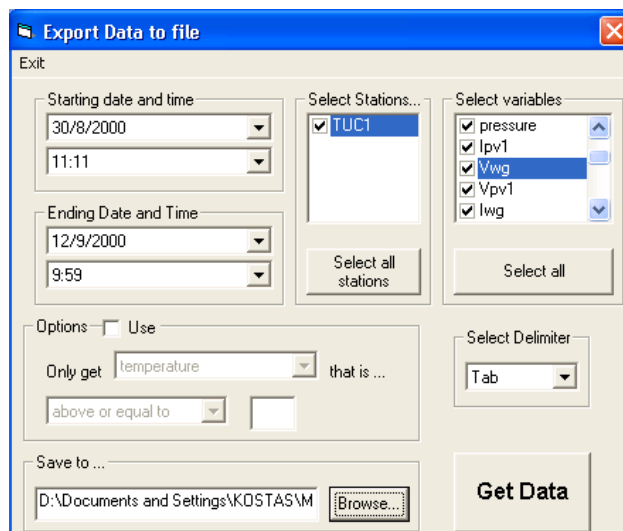 Export Data to file
Exit
Starting date and time
30/8/2000
11:11
Ending Date and Time
12/9/2000
9:59
Select Stations...
TUC1
Select all
stations
Select variables
pressure
Ipv1
Vwg
Vpv1
Iwg
Select all
Options
Use
Only get
temperature
that is ...
above or equal to
Select Delimiter
Tab
Save to ...
D:\Documents and Settings\KOSTAS\M
Browse...
Get Data